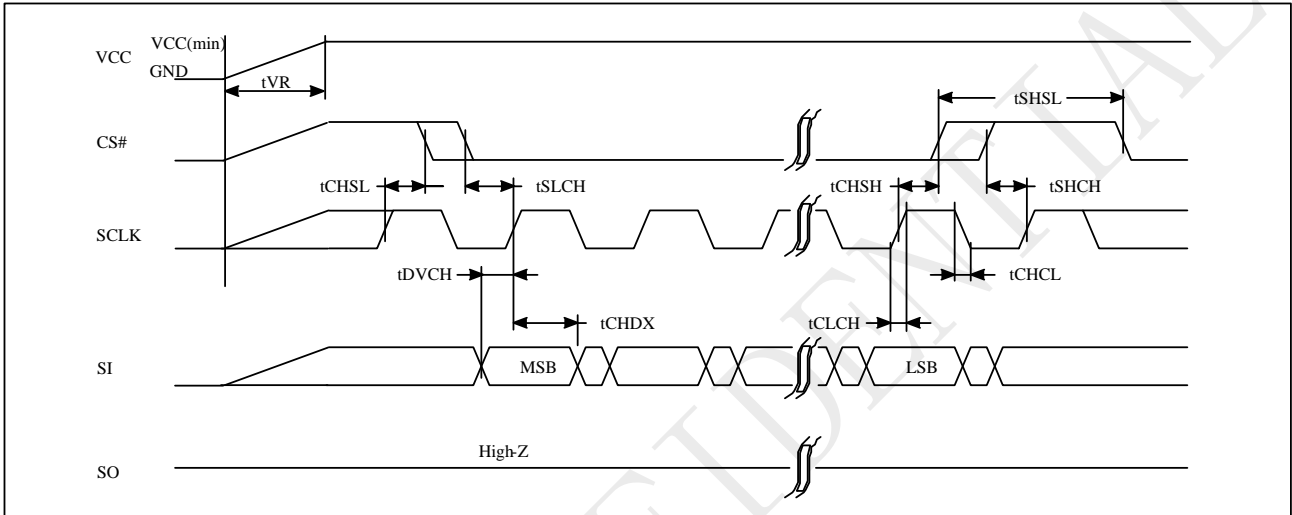 VCC
VCC(min)
GND
tVR
tSHSL
CS#
tCHSL
tSLCH
tCHSH
tSHCH
SCLK
tDVCH
tCHCL
tCHDX
tCLCH
SI
MSB
LSB
High-Z
SO